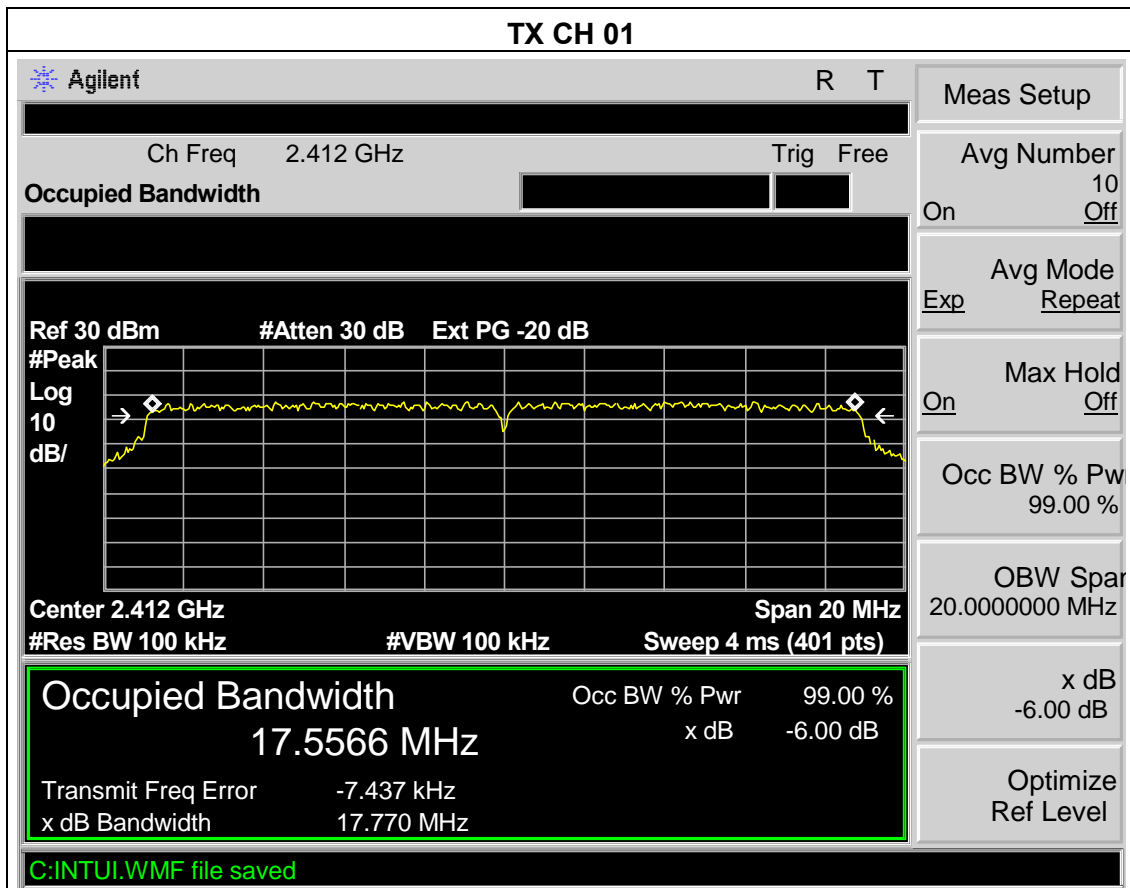 TX CH 01
Agilent R T
Ch Freq 2.412 GHz Trig Free
Occupied Bandwidth
Ref 30 dBm #Atten 30 dB Ext PG -20 dB
#Peak
Log
10
dB/
Center 2.412 GHz Span 20 MHz
#Res BW 100 kHz #VBW 100 kHz Sweep 4 ms (401 pts)
Occupied Bandwidth Occ BW % Pwr 99.00 %
17.5566 MHz x dB -6.00 dB
Transmit Freq Error -7.437 kHz
x dB Bandwidth 17.770 MHz
C:INTUI.WMF file saved
Meas Setup
Avg Number
10
On Off
Avg Mode
Exp Repeat
Max Hold
On Off
Occ BW % Pwr
99.00 %
OBW Span
20.0000000 MHz
x dB
-6.00 dB
Optimize
Ref Level